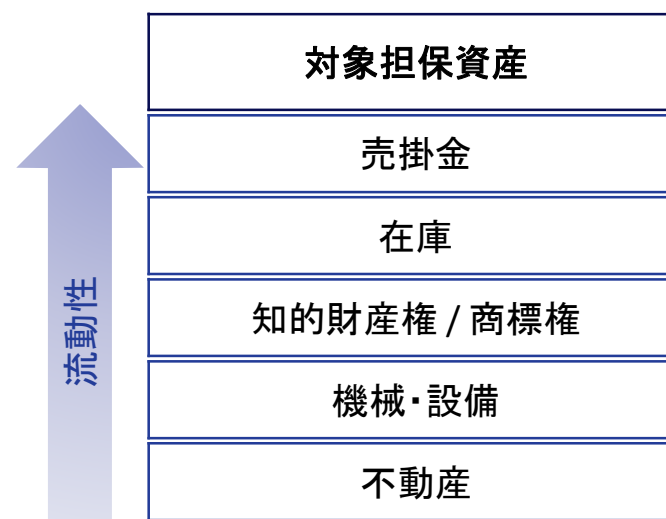 対象担保資産
売掛金
在庫
知的財産権 / 商標権
機械・設備
不動産
流動性